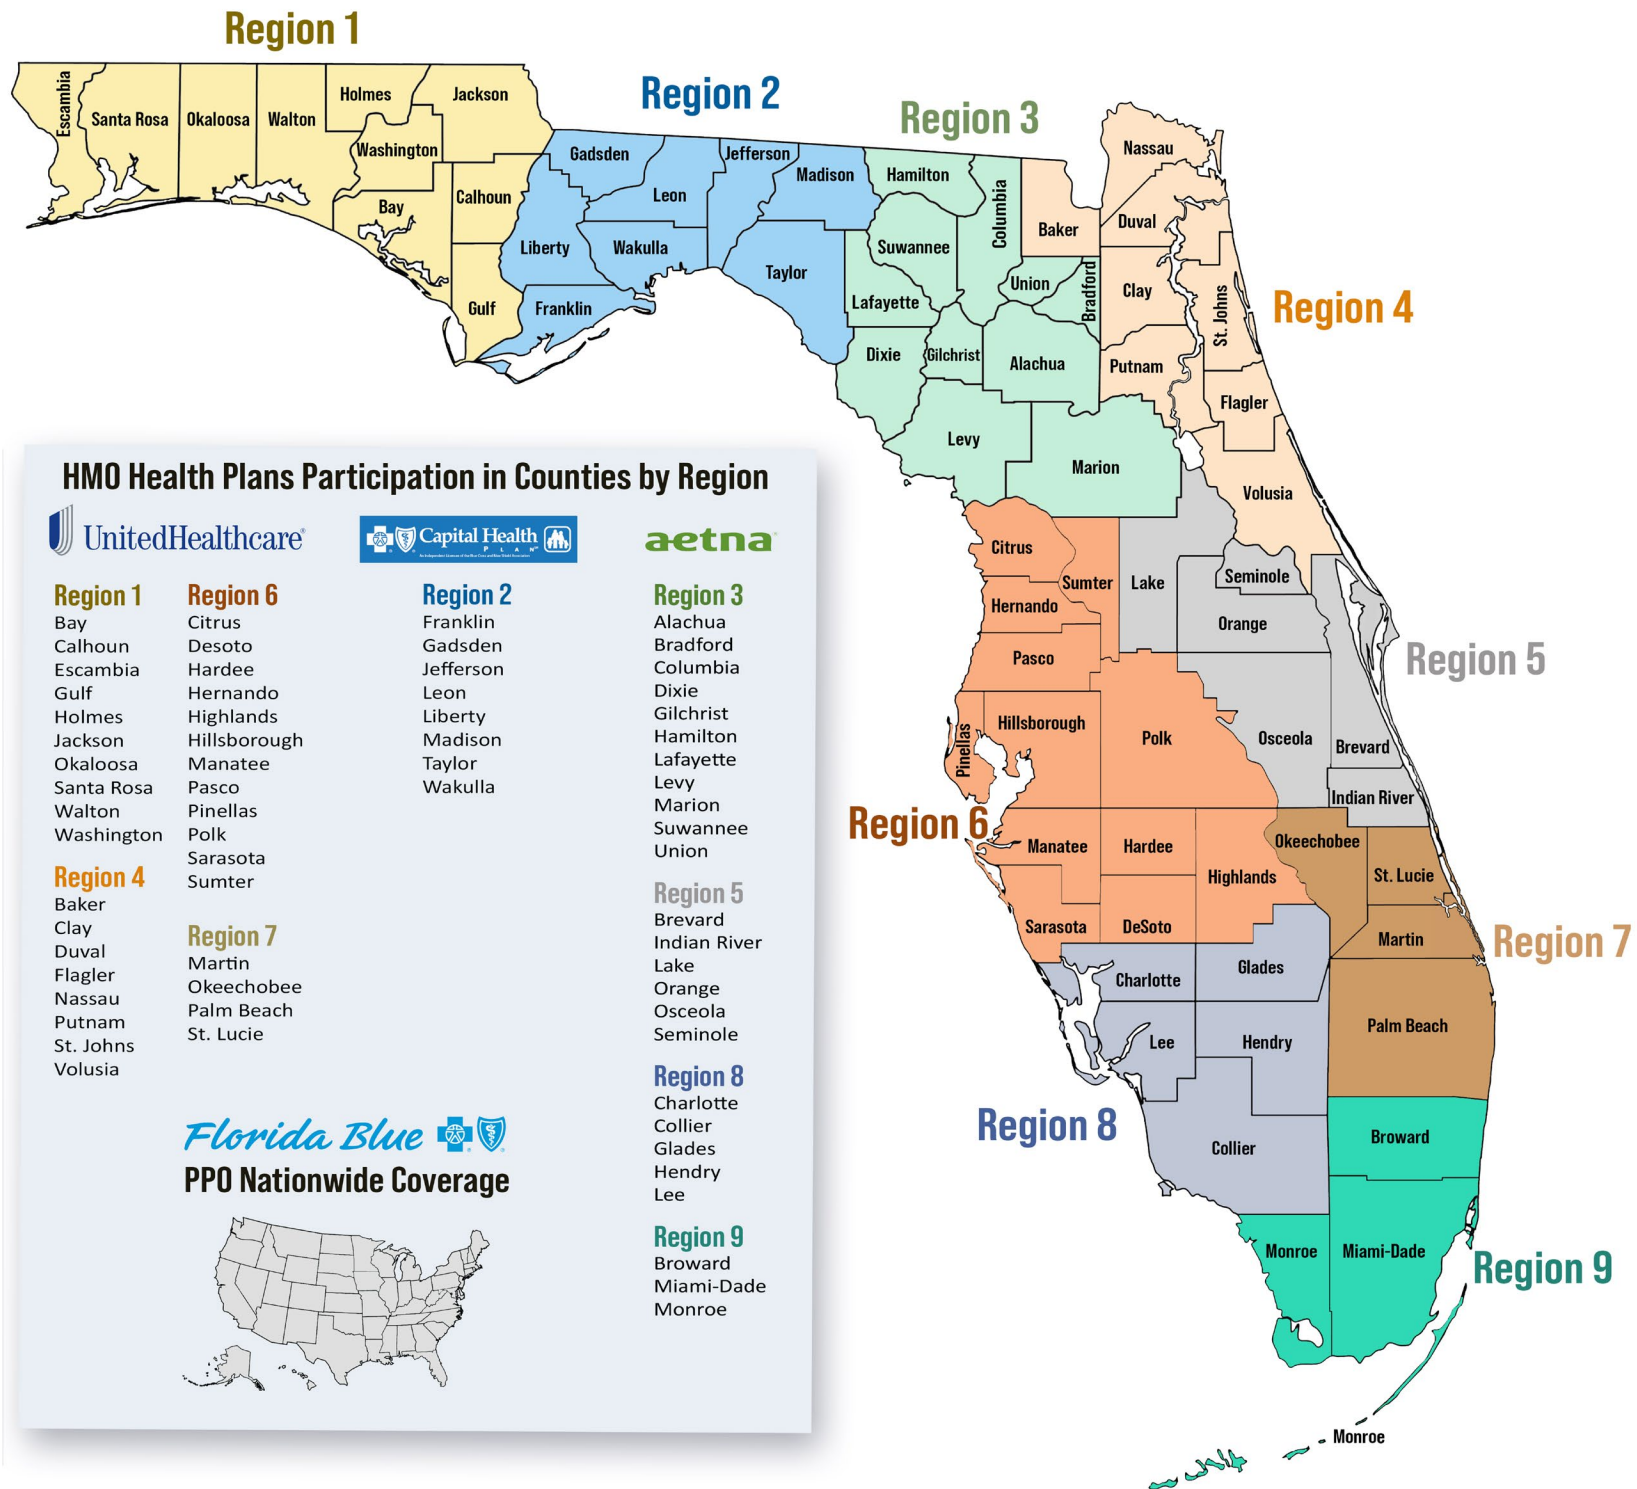 Region 1
Escambia
Santa Rosa
Okaloosa
Walton
Holmes
Jackson
Washington
Bay
Calhoun
Gulf
Region 2
Gadsden
Leon
Jefferson
Madison
Liberty
Wakulla
Taylor
Franklin
Region 3
Hamilton
Columbia
Suwannee
Lafayette
Union
Bradford
Dixie
Gilchrist
Alachua
Levy
Marion
Region 4
Nassau
Duval
Baker
Clay
St. Johns
Putnam
Flagler
Volusia
Region 5
Lake
Seminole
Orange
Osceola
Brevard
Indian River
Region 6
Citrus
Sumter
Hernando
Pasco
Hillsborough
Pinellas
Polk
Manatee
Hardee
Highlands
Sarasota
DeSoto
Region 7
Okeechobee
St. Lucie
Martin
Palm Beach
Region 8
Charlotte
Glades
Lee
Hendry
Collier
Region 9
Broward
Monroe
Miami-Dade
Monroe
HMO Health Plans Participation in Counties by Region
UnitedHealthcare
Region 1
Bay
Calhoun
Escambia
Gulf
Holmes
Jackson
Okaloosa
Santa Rosa
Walton
Washington
Region 4
Baker
Clay
Duval
Flagler
Nassau
Putnam
St. Johns
Volusia
Region 6
Citrus
Desoto
Hardee
Hernando
Highlands
Hillsborough
Manatee
Pasco
Pinellas
Polk
Sarasota
Sumter
Region 7
Martin
Okeechobee
Palm Beach
St. Lucie
Capital Health
PLAN
Region 2
Franklin
Gadsden
Jefferson
Leon
Liberty
Madison
Taylor
Wakulla
aetna
Region 3
Alachua
Bradford
Columbia
Dixie
Gilchrist
Hamilton
Lafayette
Levy
Marion
Suwannee
Union
Region 5
Brevard
Indian River
Lake
Orange
Osceola
Seminole
Region 8
Charlotte
Collier
Glades
Hendry
Lee
Region 9
Broward
Miami-Dade
Monroe
Florida Blue
PPO Nationwide Coverage